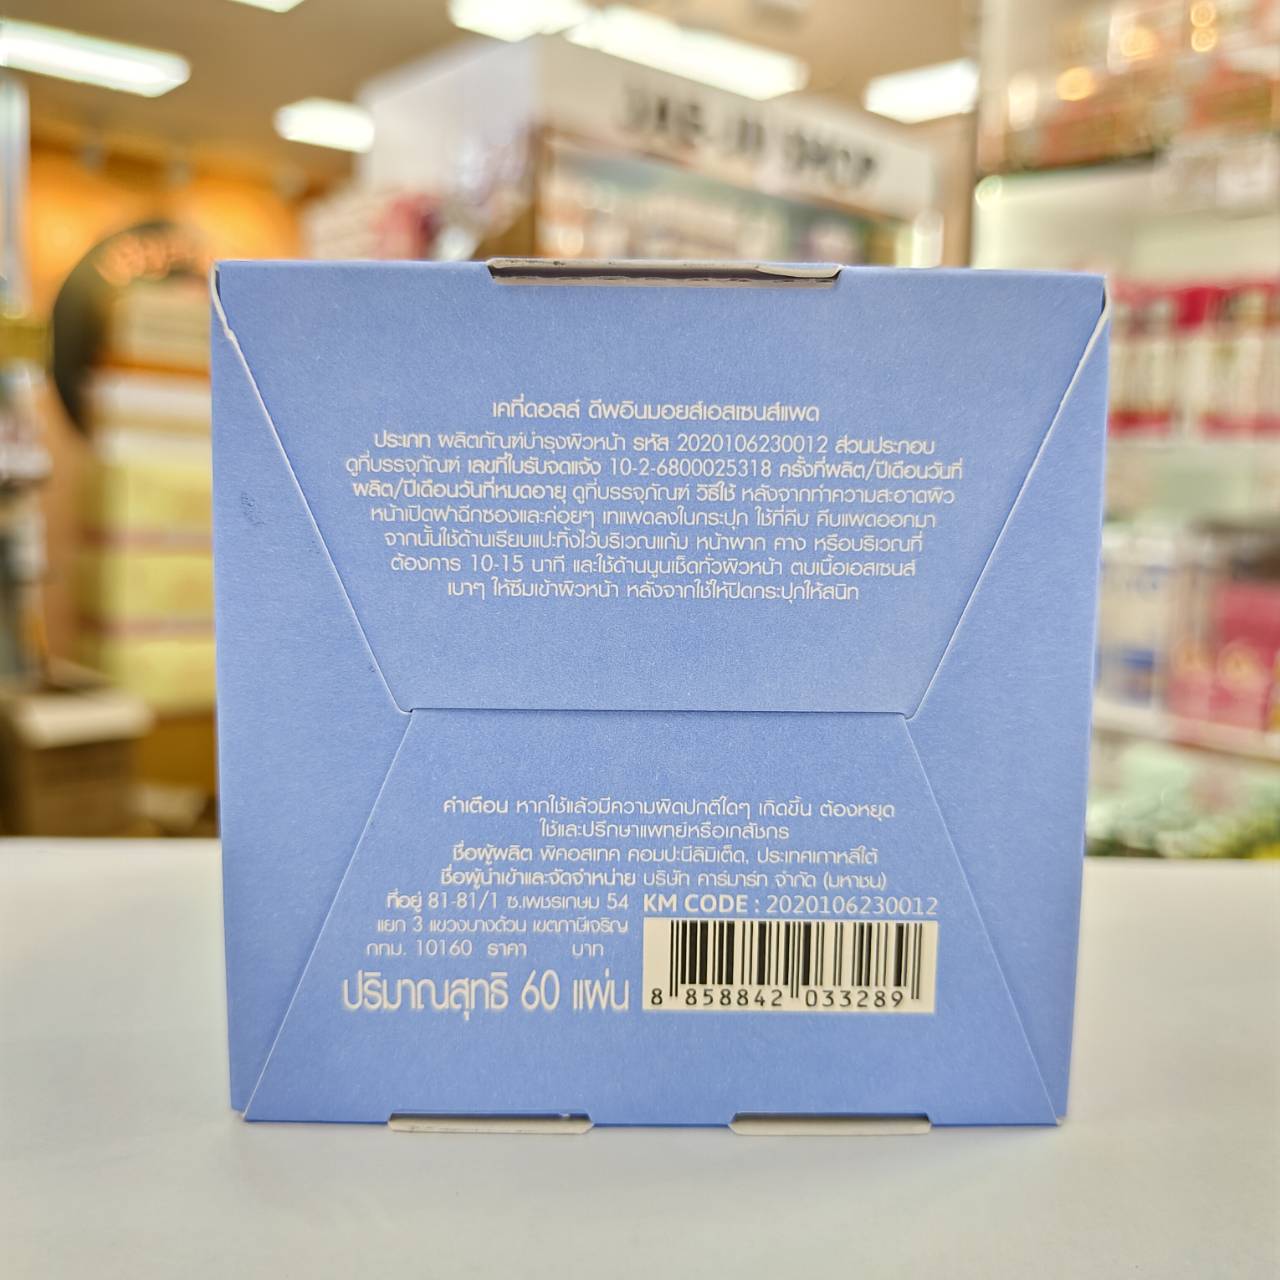 JAE-IN SHOP
เคที่ดอลล์ ดีพอินมอยส์เอสเซนส์แพด
ประเภท ผลิตภัณฑ์บำรุงผิวหน้า รหัส 2020106230012 ส่วนประกอบ
ดูที่บรรจุภัณฑ์ เลขที่ใบรับจดแจ้ง 10-2-6800025318 ครั้งที่ผลิต/ปีเดือนวันที่
ผลิต/ปีเดือนวันที่หมดอายุ ดูที่บรรจุภัณฑ์ วิธีใช้ หลังจากทำความสะอาดผิว
หน้าเปิดฝาฉีกซองและค่อยๆ เทแพดลงในกระปุก ใช้ที่คีบ คีบแพดออกมา
จากนั้นใช้ด้านเรียบแปะทิ้งไว้บริเวณแก้ม หน้าผาก คาง หรือบริเวณที่
ต้องการ 10-15 นาที และใช้ด้านนูนเช็ดทั่วผิวหน้า ตบเนื้อเอสเซนส์
เบาๆ ให้ซึมเข้าผิวหน้า หลังจากใช้ให้ปิดกระปุกให้สนิท
คำเตือน หากใช้แล้วมีความผิดปกติใดๆ เกิดขึ้น ต้องหยุด
ใช้และปรึกษาแพทย์หรือเภสัชกร
ชื่อผู้ผลิต พิคอสเทค คอมปะนีลิมิเต็ด, ประเทศเกาหลีใต้
ชื่อผู้นำเข้าและจัดจำหน่าย บริษัท คาร์มาร์ท จำกัด (มหาชน)
ที่อยู่ 81-81/1 ซ.เพชรเกษม 54
แยก 3 แขวงบางด้วน เขตภาษีเจริญ
กทม. 10160 ราคา บาท
ปริมาณสุทธิ 60 แผ่น
KM CODE : 2020106230012
8 858842 033289